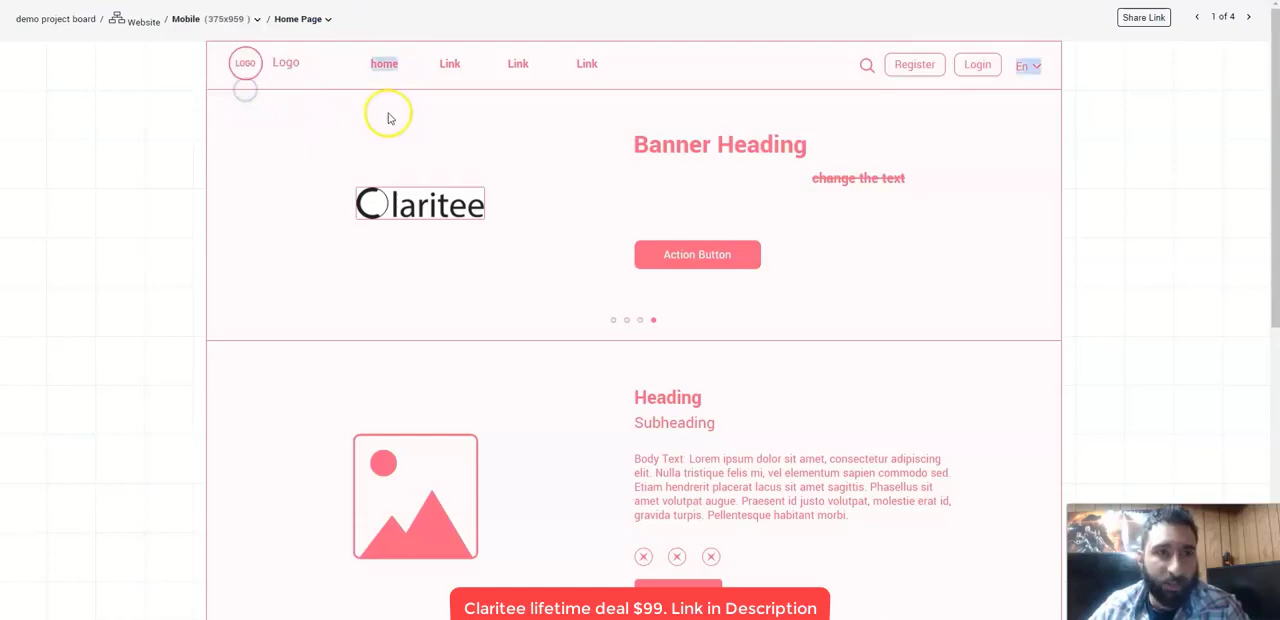 demo project board / Website / Mobile (375x959 ) / Home Page
Share Link
1 of 4
LOGO Logo
home Link Link Link
Register Login En
Banner Heading
change the text
Claritee
Action Button
Heading
Subheading
Body Text Lorem ipsum dolor sit amet, consectetur adipiscing
elit. Nulla tristique felis mi, vel elementum sapien commodo sed.
Etiam hendrerit placerat lacus sit amet sagittis. Phasellus sit
amet volutpat augue. Praesent id justo volutpat, molestie erat id,
gravida turpis. Pellentesque habitant morbi.
Claritee lifetime deal $99. Link in Description